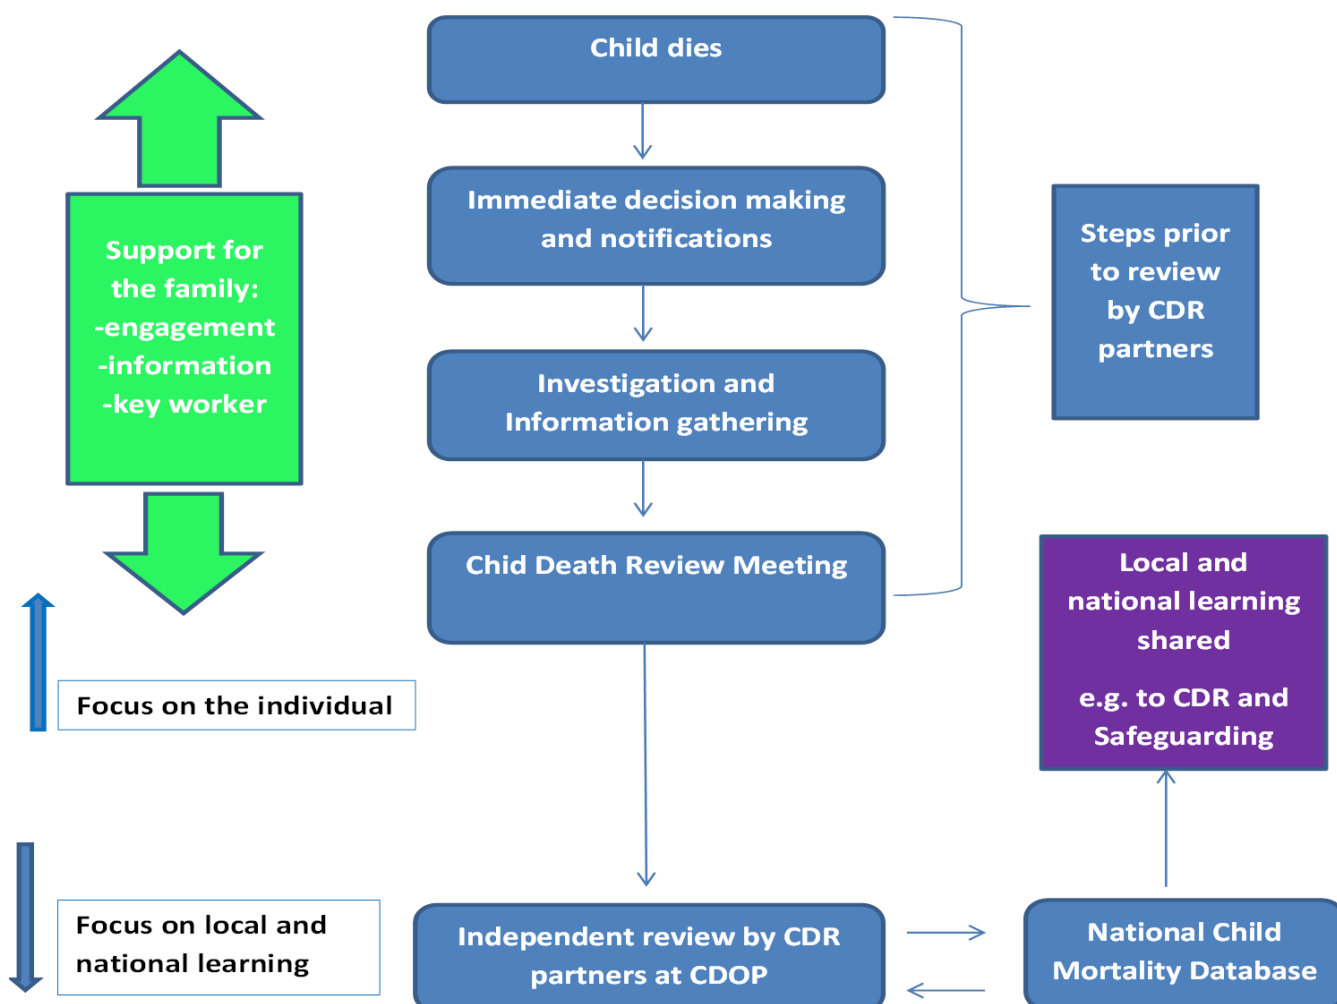 Child dies
Immediate decision making
and notifications
Support for
the family:
-engagement
-information
-key worker
Steps prior
to review
by CDR
partners
Investigation and
Information gathering
Chid Death Review Meeting
Local and
national learning
shared
e.g. to CDR and
Safeguarding
Focus on the individual
Focus on local and
national learning
Independent review by CDR
partners at CDOP
National Child
Mortality Database